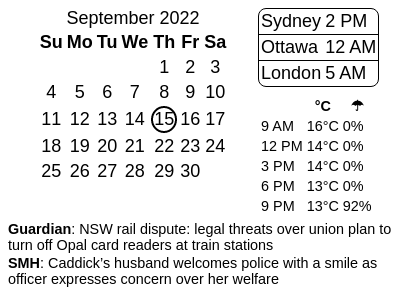 September 2022
Su Mo Tu We Th Fr Sa
1 2 3
4 5 6 7 8 9 10
11 12 13 14 15 16 17
18 19 20 21 22 23 24
25 26 27 28 29 30
Sydney 2 PM
Ottawa 12 AM
London 5 AM
°C ☂
9 AM 16°C 0%
12 PM 14°C 0%
3 PM 14°C 0%
6 PM 13°C 0%
9 PM 13°C 92%
Guardian: NSW rail dispute: legal threats over union plan to
turn off Opal card readers at train stations
SMH: Caddick’s husband welcomes police with a smile as
officer expresses concern over her welfare